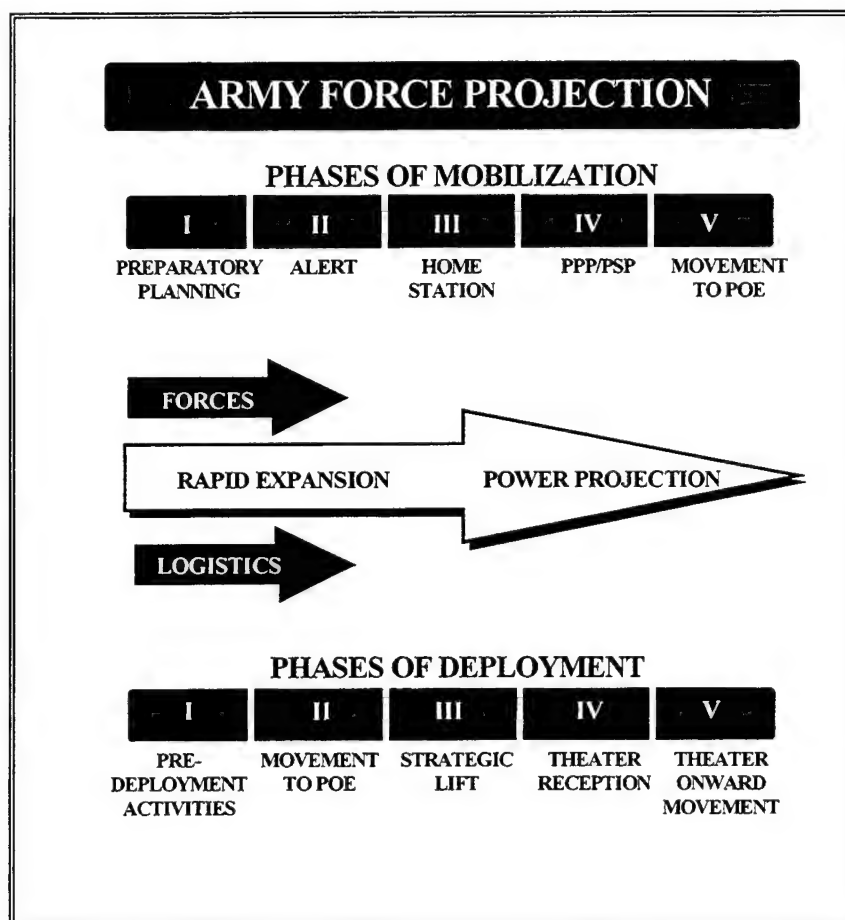 ARMY FORCE PROJECTION
PHASES OF MOBILIZATION
I II III IV V
PREPARATORY PLANNING
ALERT
HOME STATION
PPP/PSP
MOVEMENT TO POE
FORCES
RAPID EXPANSION POWER PROJECTION
LOGISTICS
PHASES OF DEPLOYMENT
I II III IV V
PRE-
DEPLOYMENT
ACTIVITIES
MOVEMENT
TO POE
STRATEGIC
LIFT
THEATER
RECEPTION
THEATER
ONWARD
MOVEMENT